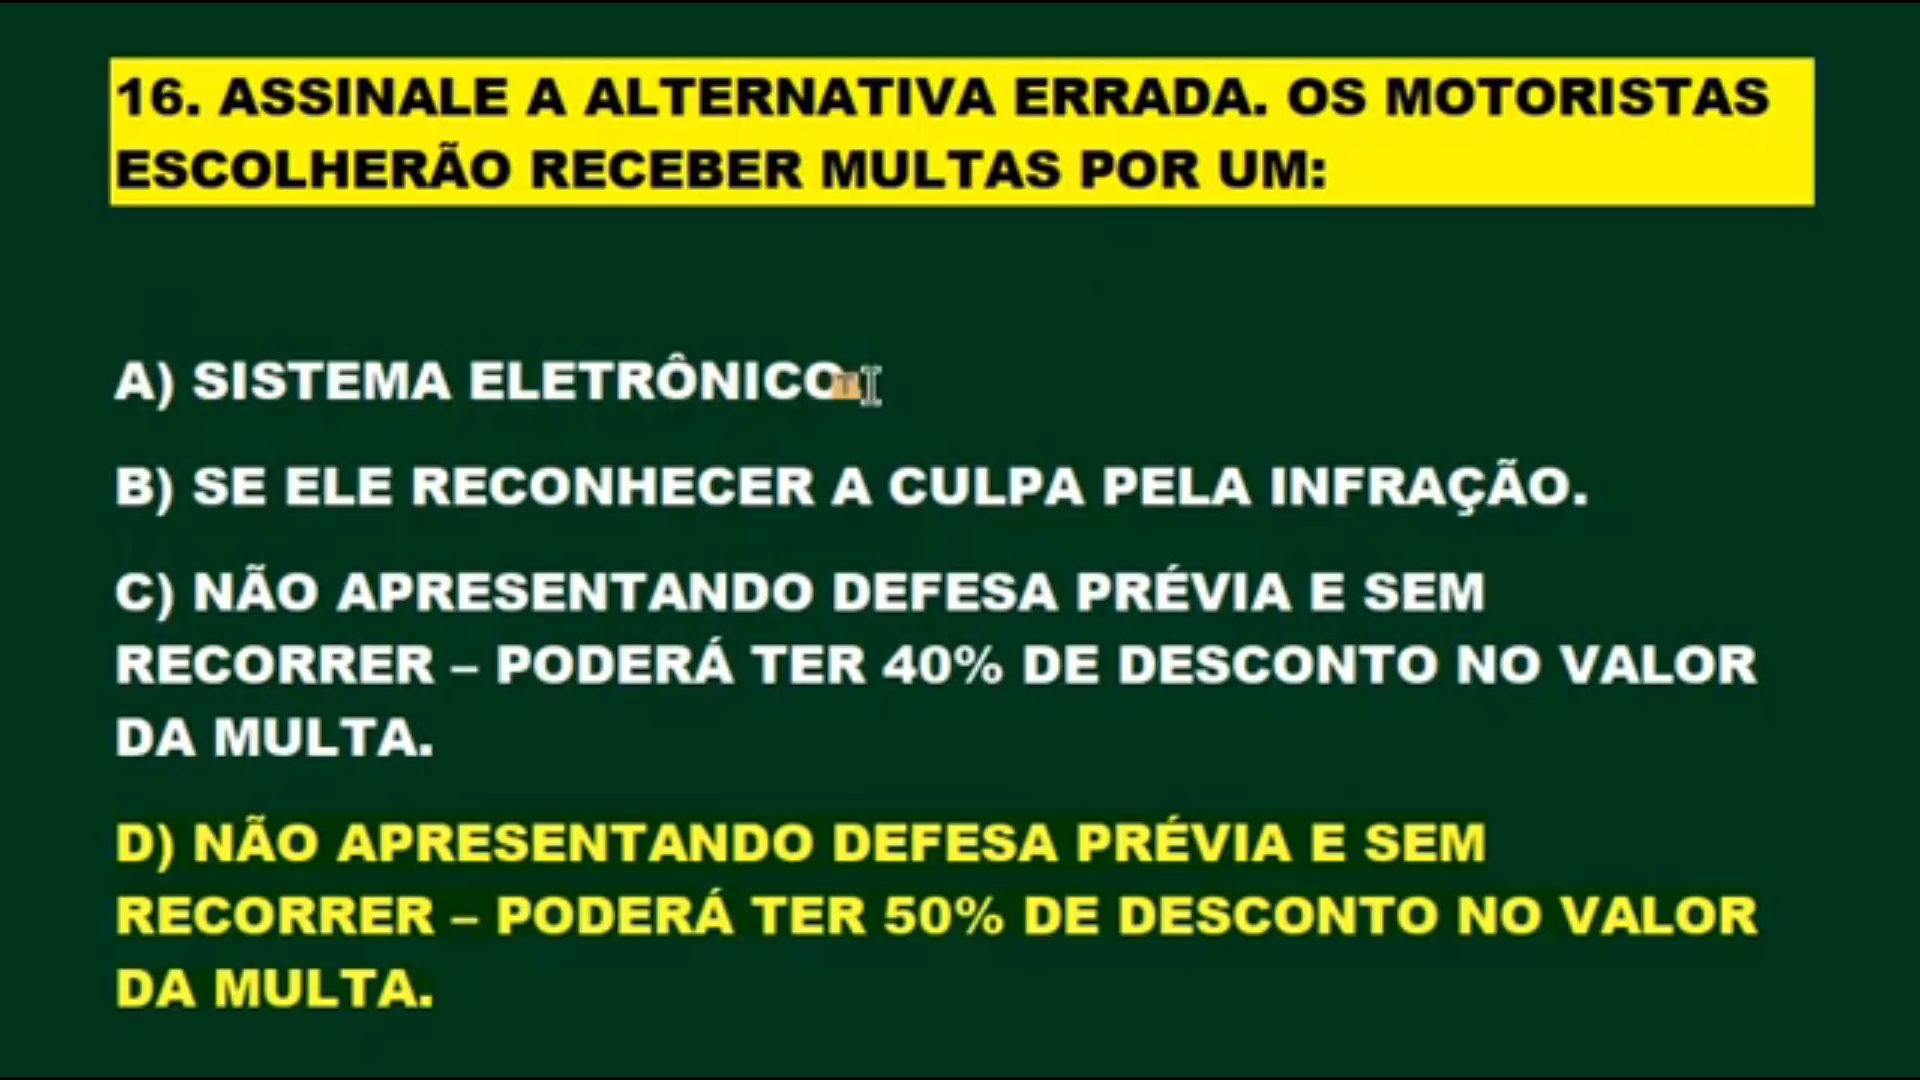 16. ASSINALE A ALTERNATIVA ERRADA. OS MOTORISTAS
ESCOLHERÃO RECEBER MULTAS POR UM:
A) SISTEMA ELETRÔNICO
B) SE ELE RECONHECER A CULPA PELA INFRAÇÃO.
C) NÃO APRESENTANDO DEFESA PRÉVIA E SEM
RECORRER – PODERÁ TER 40% DE DESCONTO NO VALOR
DA MULTA.
D) NÃO APRESENTANDO DEFESA PRÉVIA E SEM
RECORRER – PODERÁ TER 50% DE DESCONTO NO VALOR
DA MULTA.